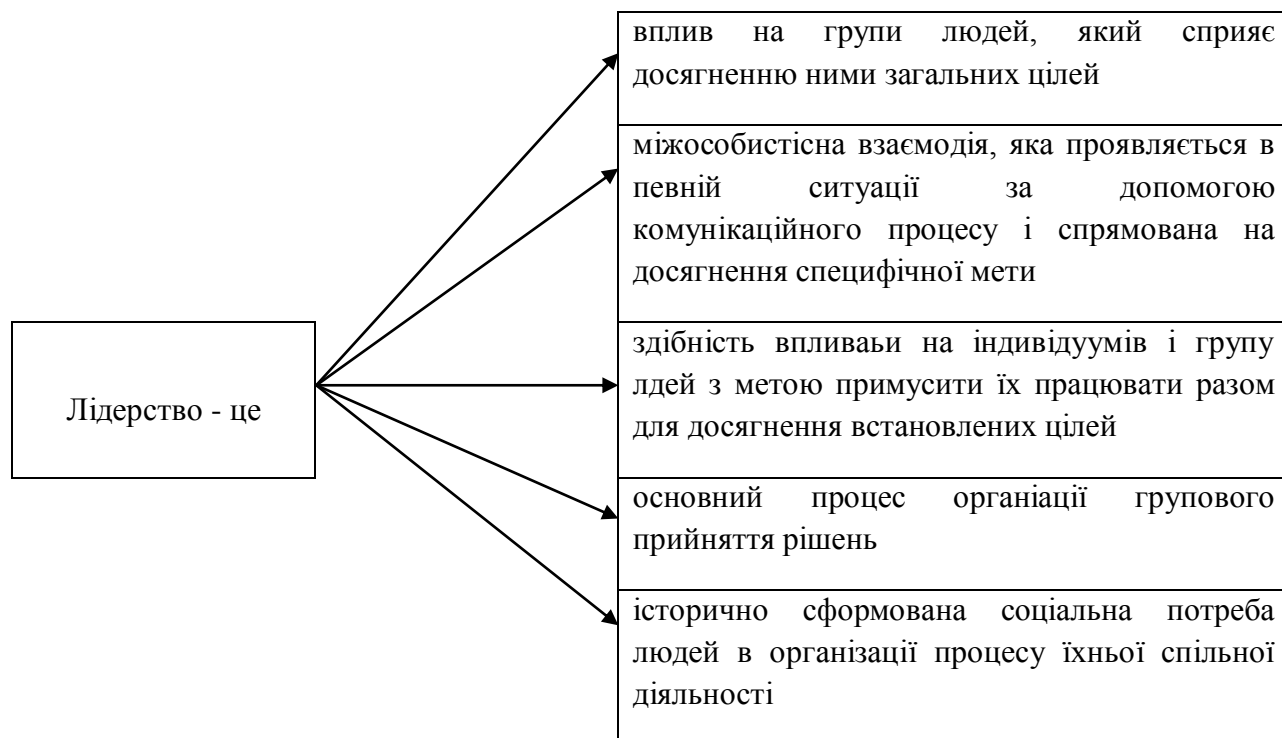 вплив на групи людей, який сприяє
досягненню ними загальних цілей
міжособистісна взаємодія, яка проявляється в
певній ситуації за допомогою
комунікаційного процесу і спрямована на
досягнення специфічної мети
Лідерство - це
здібність впливаьи на індивідуумів і групу
лдей з метою примусити їх працювати разом
для досягнення встановлених цілей
основний процес органіації групового
прийняття рішень
історично сформована соціальна потреба
людей в організації процесу їхньої спільної
діяльності